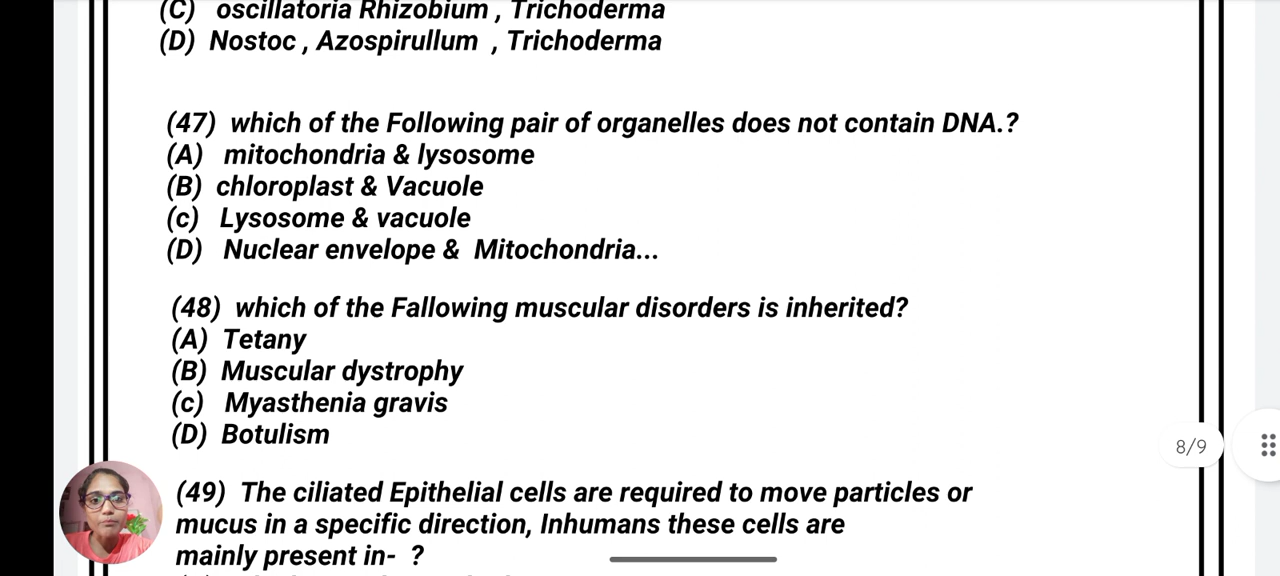 (C) oscillatoria Rhizobium , Trichoderma
(D) Nostoc , Azospirullum , Trichoderma
(47) which of the Following pair of organelles does not contain DNA.?
(A) mitochondria & lysosome
(B) chloroplast & Vacuole
(c) Lysosome & vacuole
(D) Nuclear envelope & Mitochondria...
(48) which of the Fallowing muscular disorders is inherited?
(A) Tetany
(B) Muscular dystrophy
(c) Myasthenia gravis
(D) Botulism
8/9
(49) The ciliated Epithelial cells are required to move particles or
mucus in a specific direction, Inhumans these cells are
mainly present in- ?